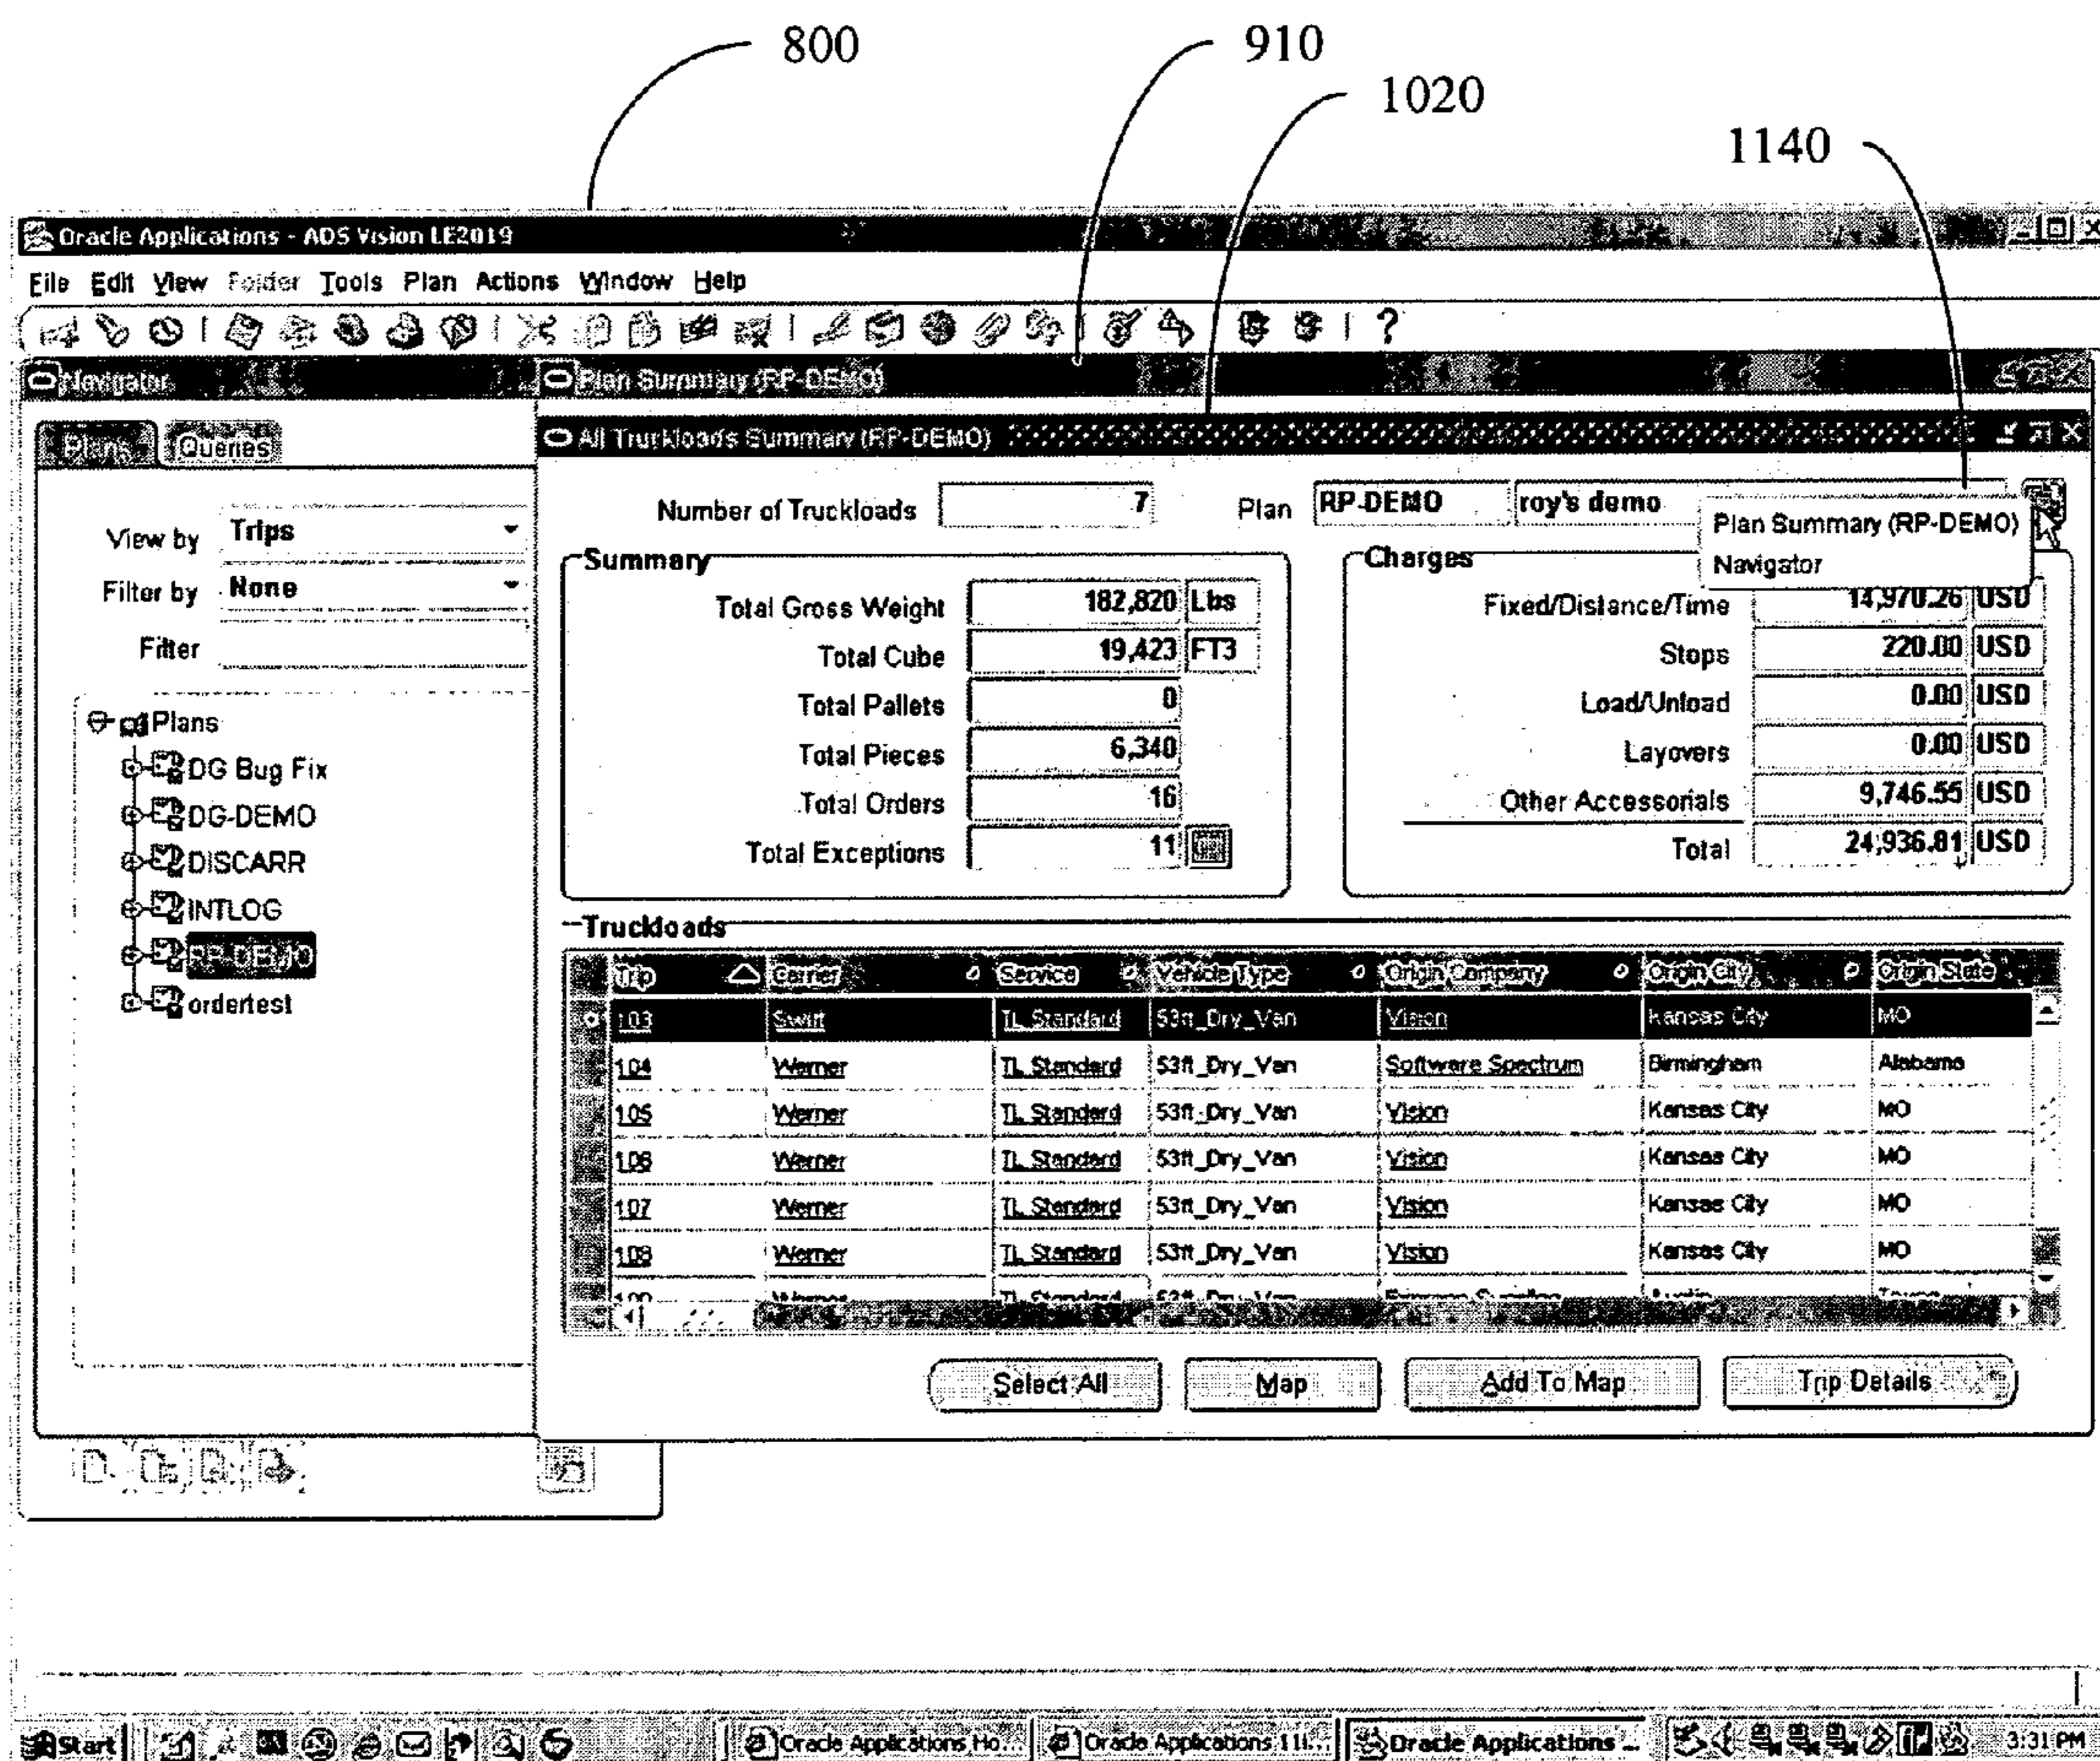 800
910
1020
1140
Oracle Applications - ADS Vision LE2019
File Edit View Folder Tools Plan Actions Window Help
?
Navigator
Plan Summary (RP-DEMO)
Plans Queries
All Truckloads Summary (RP-DEMO)
Number of Truckloads 7 Plan RP-DEMO roy's demo
Plan Summary (RP-DEMO)
Navigator
View by Trips
Filter by None
Filter
Summary
Total Gross Weight 182,820 Lbs
Total Cube 19,423 FT3
Total Pallets 0
Total Pieces 6,340
Total Orders 16
Total Exceptions 11
Charges
Fixed/Distance/Time 14,970.26 USD
Stops 220.00 USD
Load/Unload 0.00 USD
Layovers 0.00 USD
Other Accessorials 9,746.55 USD
Total 24,936.81 USD
Plans
DG Bug Fix
DG-DEMO
DISCARR
INTLOG
RP-DEMO
ordertest
Truckloads
Trip Carrier Service Vehicle Type Origin Company Origin City Origin State
103 Swift TL Standard 53ft_Dry_Van Vision Kansas City MO
104 Werner TL Standard 53ft_Dry_Van Software Spectrum Birmingham Alabama
105 Werner TL Standard 53ft_Dry_Van Vision Kansas City MO
106 Werner TL Standard 53ft_Dry_Van Vision Kansas City MO
107 Werner TL Standard 53ft_Dry_Van Vision Kansas City MO
108 Werner TL Standard 53ft_Dry_Van Vision Kansas City MO
Select All Map Add To Map Trip Details
Start Oracle Applications Ho... Oracle Applications 11i... Oracle Applications ... 3:31 PM